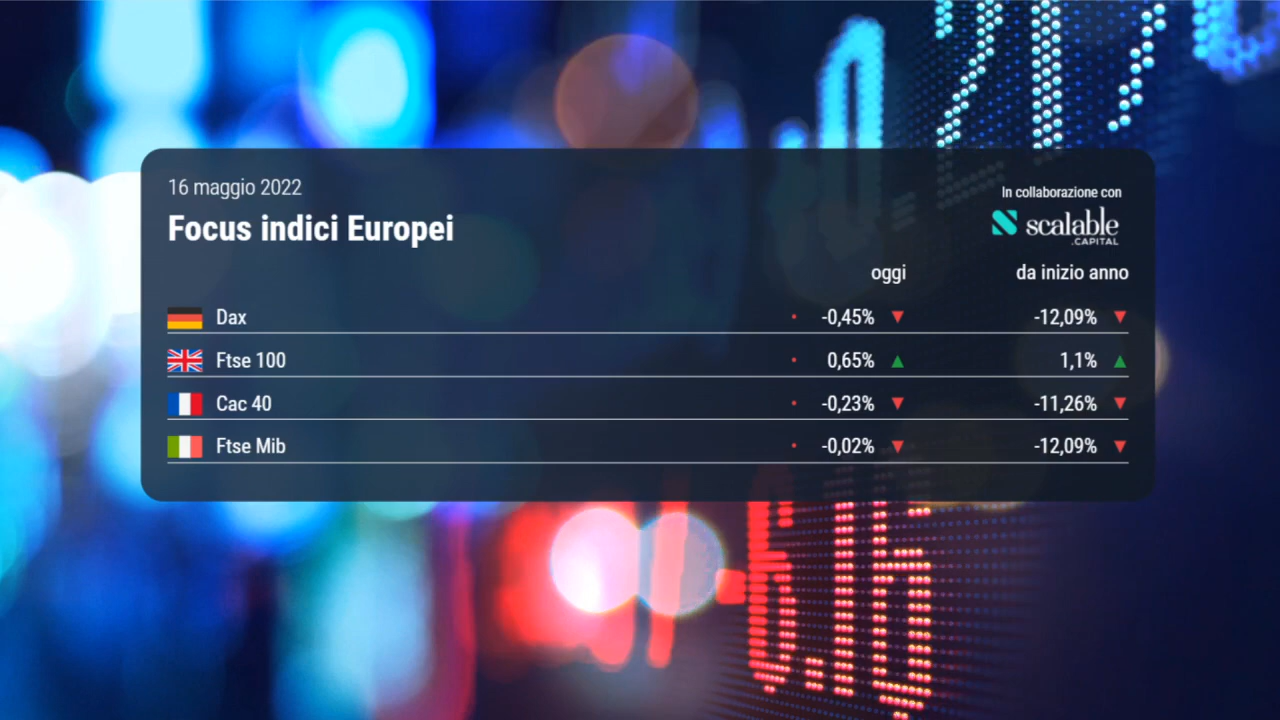 16 maggio 2022
Focus indici Europei
In collaborazione con
scalable
.CAPITAL
oggi da inizio anno
Dax -0,45% ▼ -12,09% ▼
Ftse 100 0,65% ▲ 1,1% ▲
Cac 40 -0,23% ▼ -11,26% ▼
Ftse Mib -0,02% ▼ -12,09% ▼